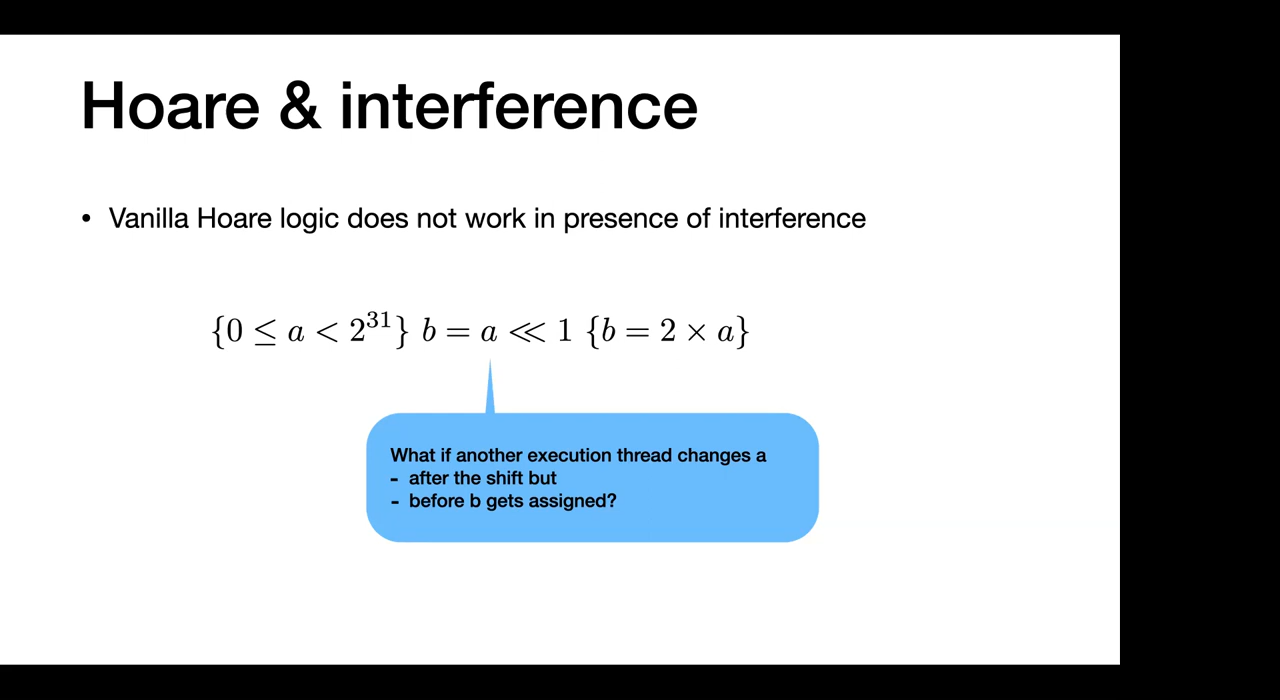 Hoare & interference
• Vanilla Hoare logic does not work in presence of interference
{0 ≤ a < 2³¹} b = a ≪ 1 {b = 2 × a}
What if another execution thread changes a
- after the shift but
- before b gets assigned?